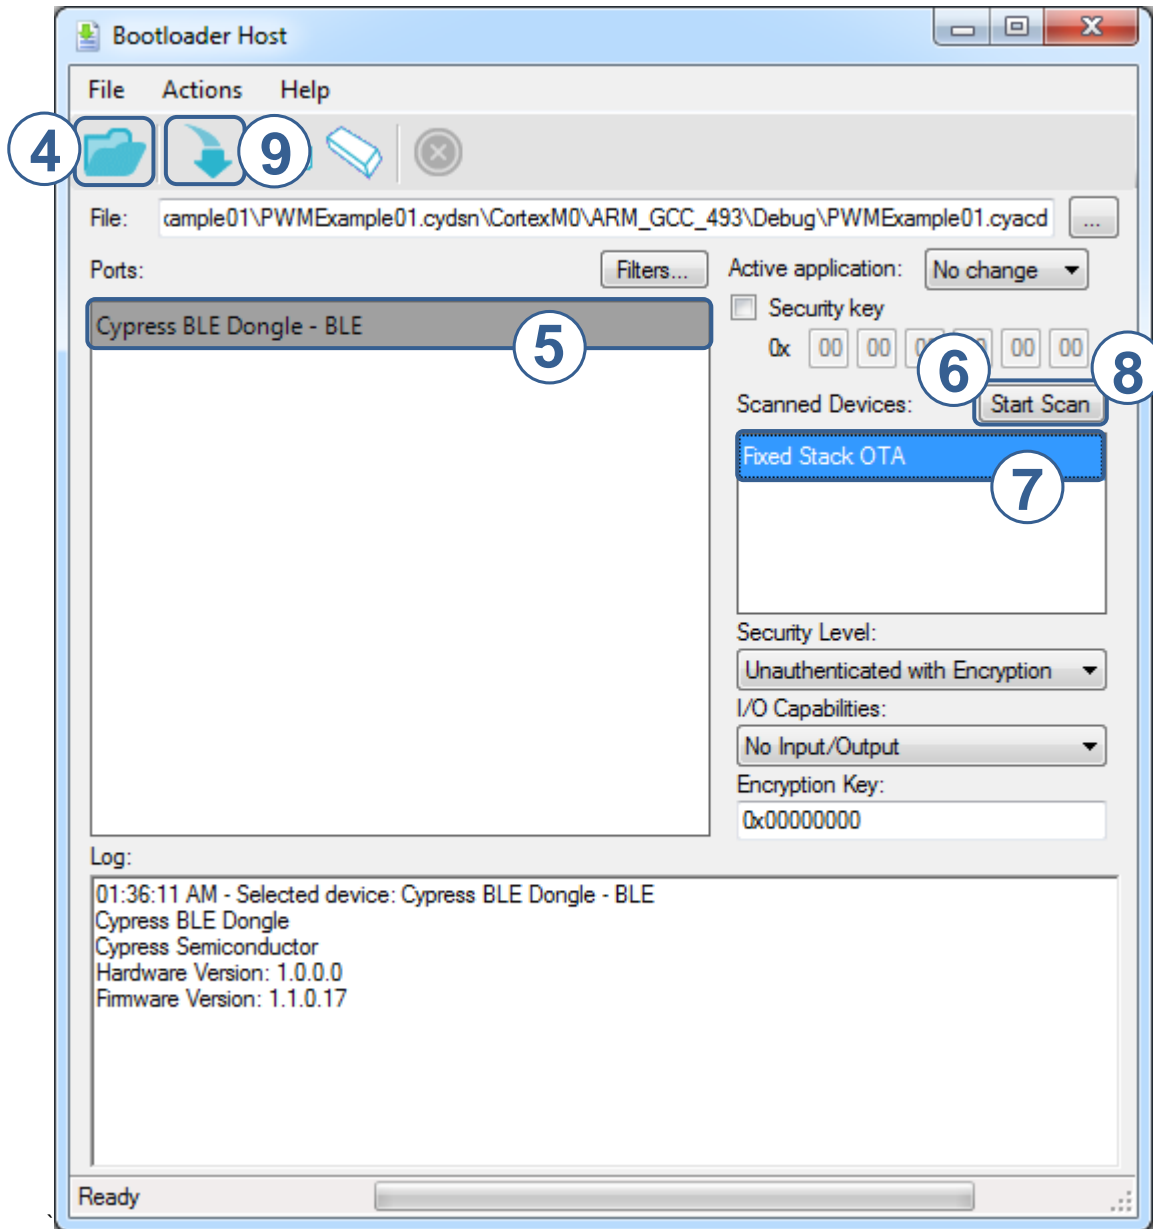 Bootloader Host
File Actions Help
4
9
File: xample01\PWMExample01.cydsn\CortexM0\ARM_GCC_493\Debug\PWMExample01.cyacd ...
Ports: Filters... Active application: No change
Security key
Cypress BLE Dongle - BLE
5
0x 00 00 00 00 00
6
8
Scanned Devices: Start Scan
Fixed Stack OTA
7
Security Level:
Unauthenticated with Encryption
I/O Capabilities:
No Input/Output
Encryption Key:
0x00000000
Log:
01:36:11 AM - Selected device: Cypress BLE Dongle - BLE
Cypress BLE Dongle
Cypress Semiconductor
Hardware Version: 1.0.0.0
Firmware Version: 1.1.0.17
Ready